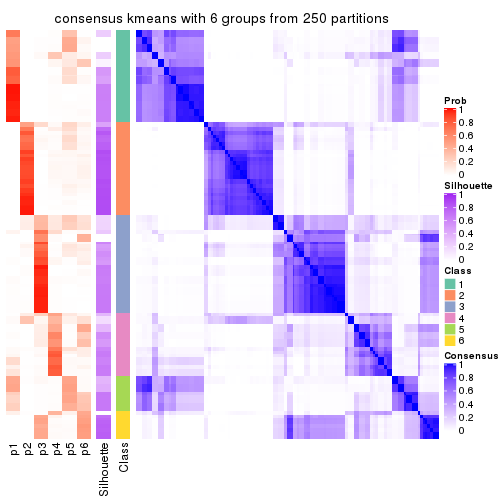 consensus kmeans with 6 groups from 250 partitions
Prob
1
0.8
0.6
0.4
0.2
0
Silhouette
1
0.8
0.6
0.4
0.2
0
Class
1
2
3
4
5
6
Consensus
1
0.8
0.6
0.4
0.2
0
p1
p2
p3
p4
p5
p6
Silhouette
Class